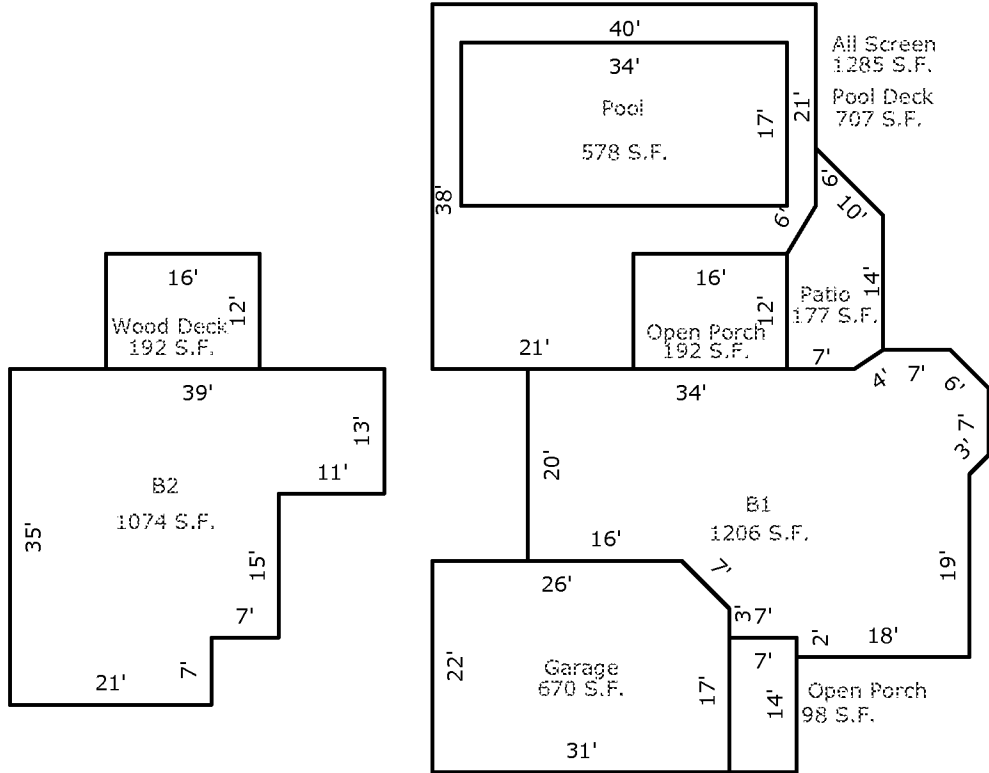 40'
34'
Pool
578 S.F.
17'
21'
38'
All Screen
1285 S.F.
Pool Deck
707 S.F.
6'
10'
6'
14'
Patio
177 S.F.
7'
16'
12'
Open Porch
192 S.F.
21'
16'
12'
Wood Deck
192 S.F.
39'
13'
11'
B2
1074 S.F.
35'
15'
7'
7'
21'
34'
4'
7'
6'
7'
3'
20'
B1
1206 S.F.
16'
7'
19'
26'
3'
7'
2'
18'
22'
Garage
670 S.F.
17'
31'
7'
14'
Open Porch
98 S.F.